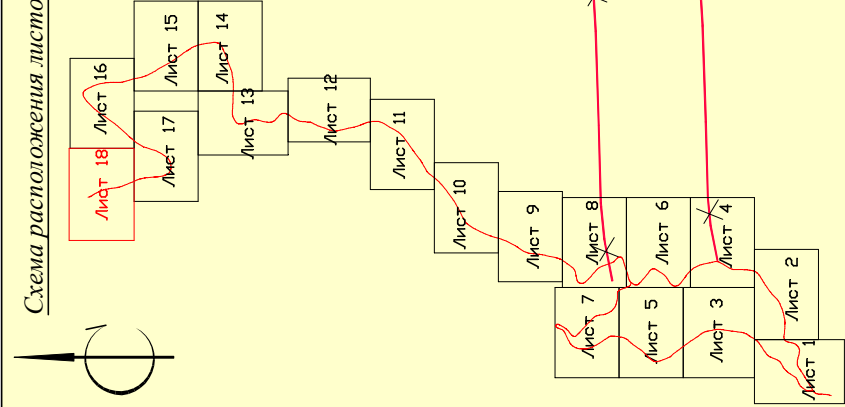 Схема расположения листо
Лист 16
Лист 18
Лист 15
Лист 17
Лист 14
Лист 13
Лист 12
Лист 11
Лист 10
Лист 9
Лист 8
Лист 7
Лист 6
Лист 5
Лист 4
Лист 3
Лист 2
Лист 1